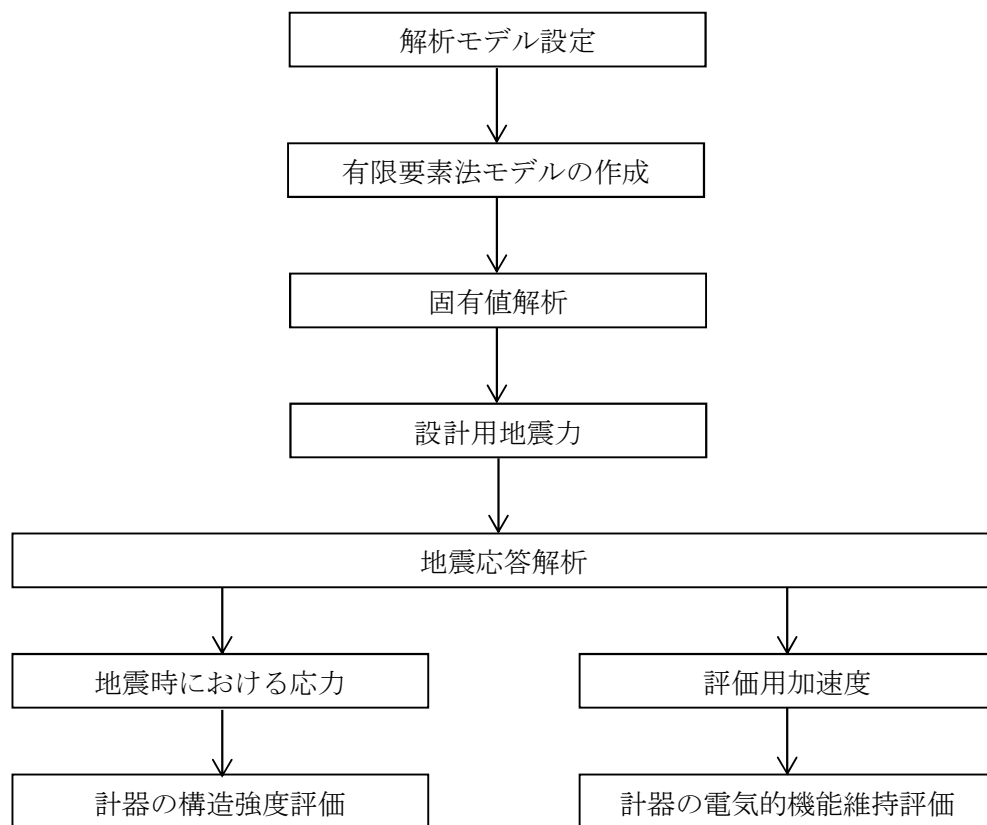 解析モデル設定
有限要素法モデルの作成
固有値解析
設計用地震力
地震応答解析
地震時における応力
評価用加速度
計器の構造強度評価
計器の電気的機能維持評価